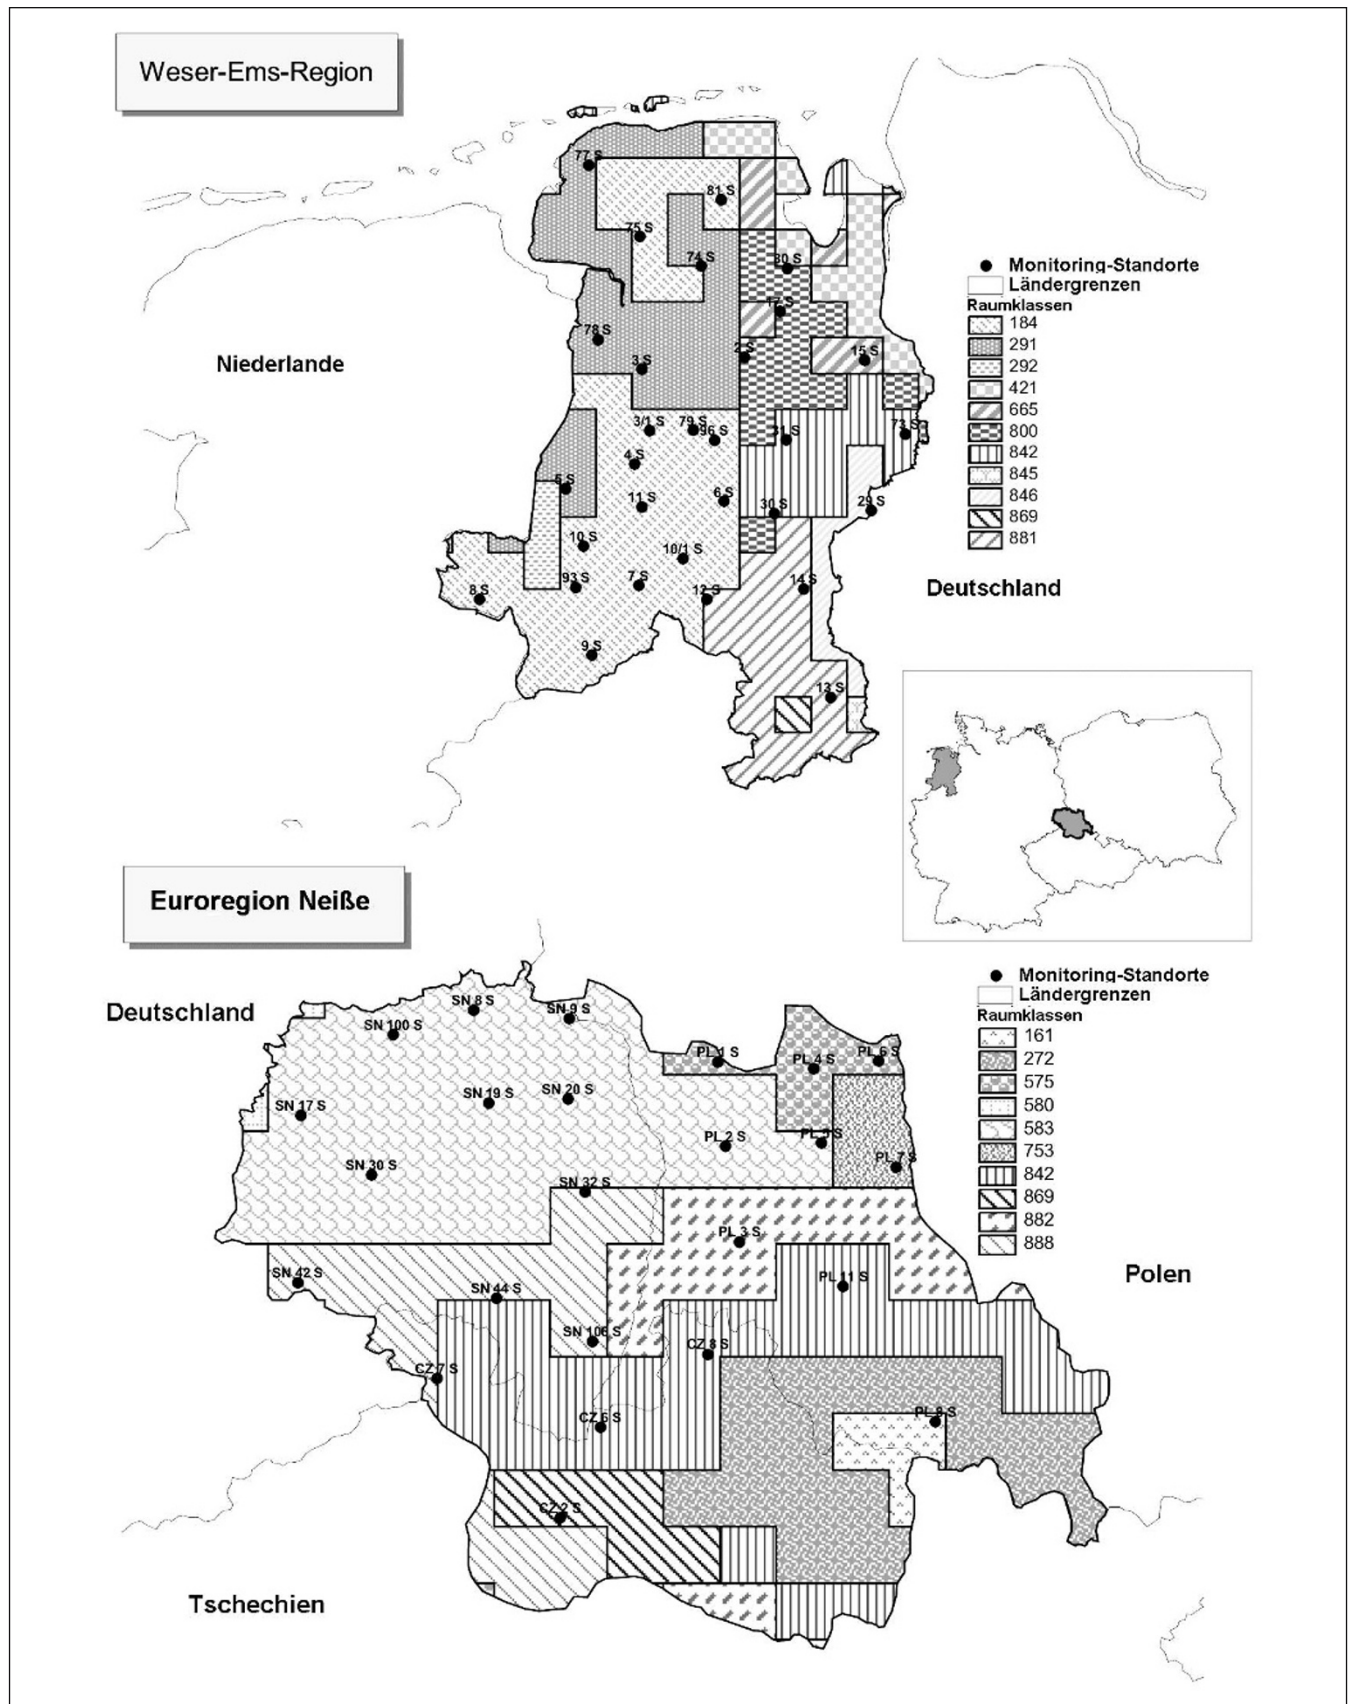 Weser-Ems-Region
77 S
81 S
75 S
74 S
80 S
17 S
78 S
2 S
15 S
3 S
3/1 S
79 S
96 S
31 S
73 S
4 S
5 S
11 S
6 S
30 S
29 S
10 S
10/1 S
93 S
7 S
14 S
8 S
12 S
9 S
13 S
Niederlande
Deutschland
Monitoring-Standorte
Ländergrenzen
Raumklassen
184
291
292
421
665
800
842
845
846
869
881
Euroregion Neiße
Deutschland
SN 8 S
SN 9 S
SN 100 S
PL 1 S
PL 4 S
PL 6 S
SN 19 S
SN 20 S
SN 17 S
PL 2 S
PL 5 S
SN 30 S
PL 7 S
SN 32 S
PL 3 S
SN 42 S
PL 11 S
SN 44 S
CZ 8 S
CZ 7 S
CZ 6 S
PL 8 S
CZ 2 S
Monitoring-Standorte
Ländergrenzen
Raumklassen
161
272
575
580
583
753
842
869
882
888
Polen
Tschechien